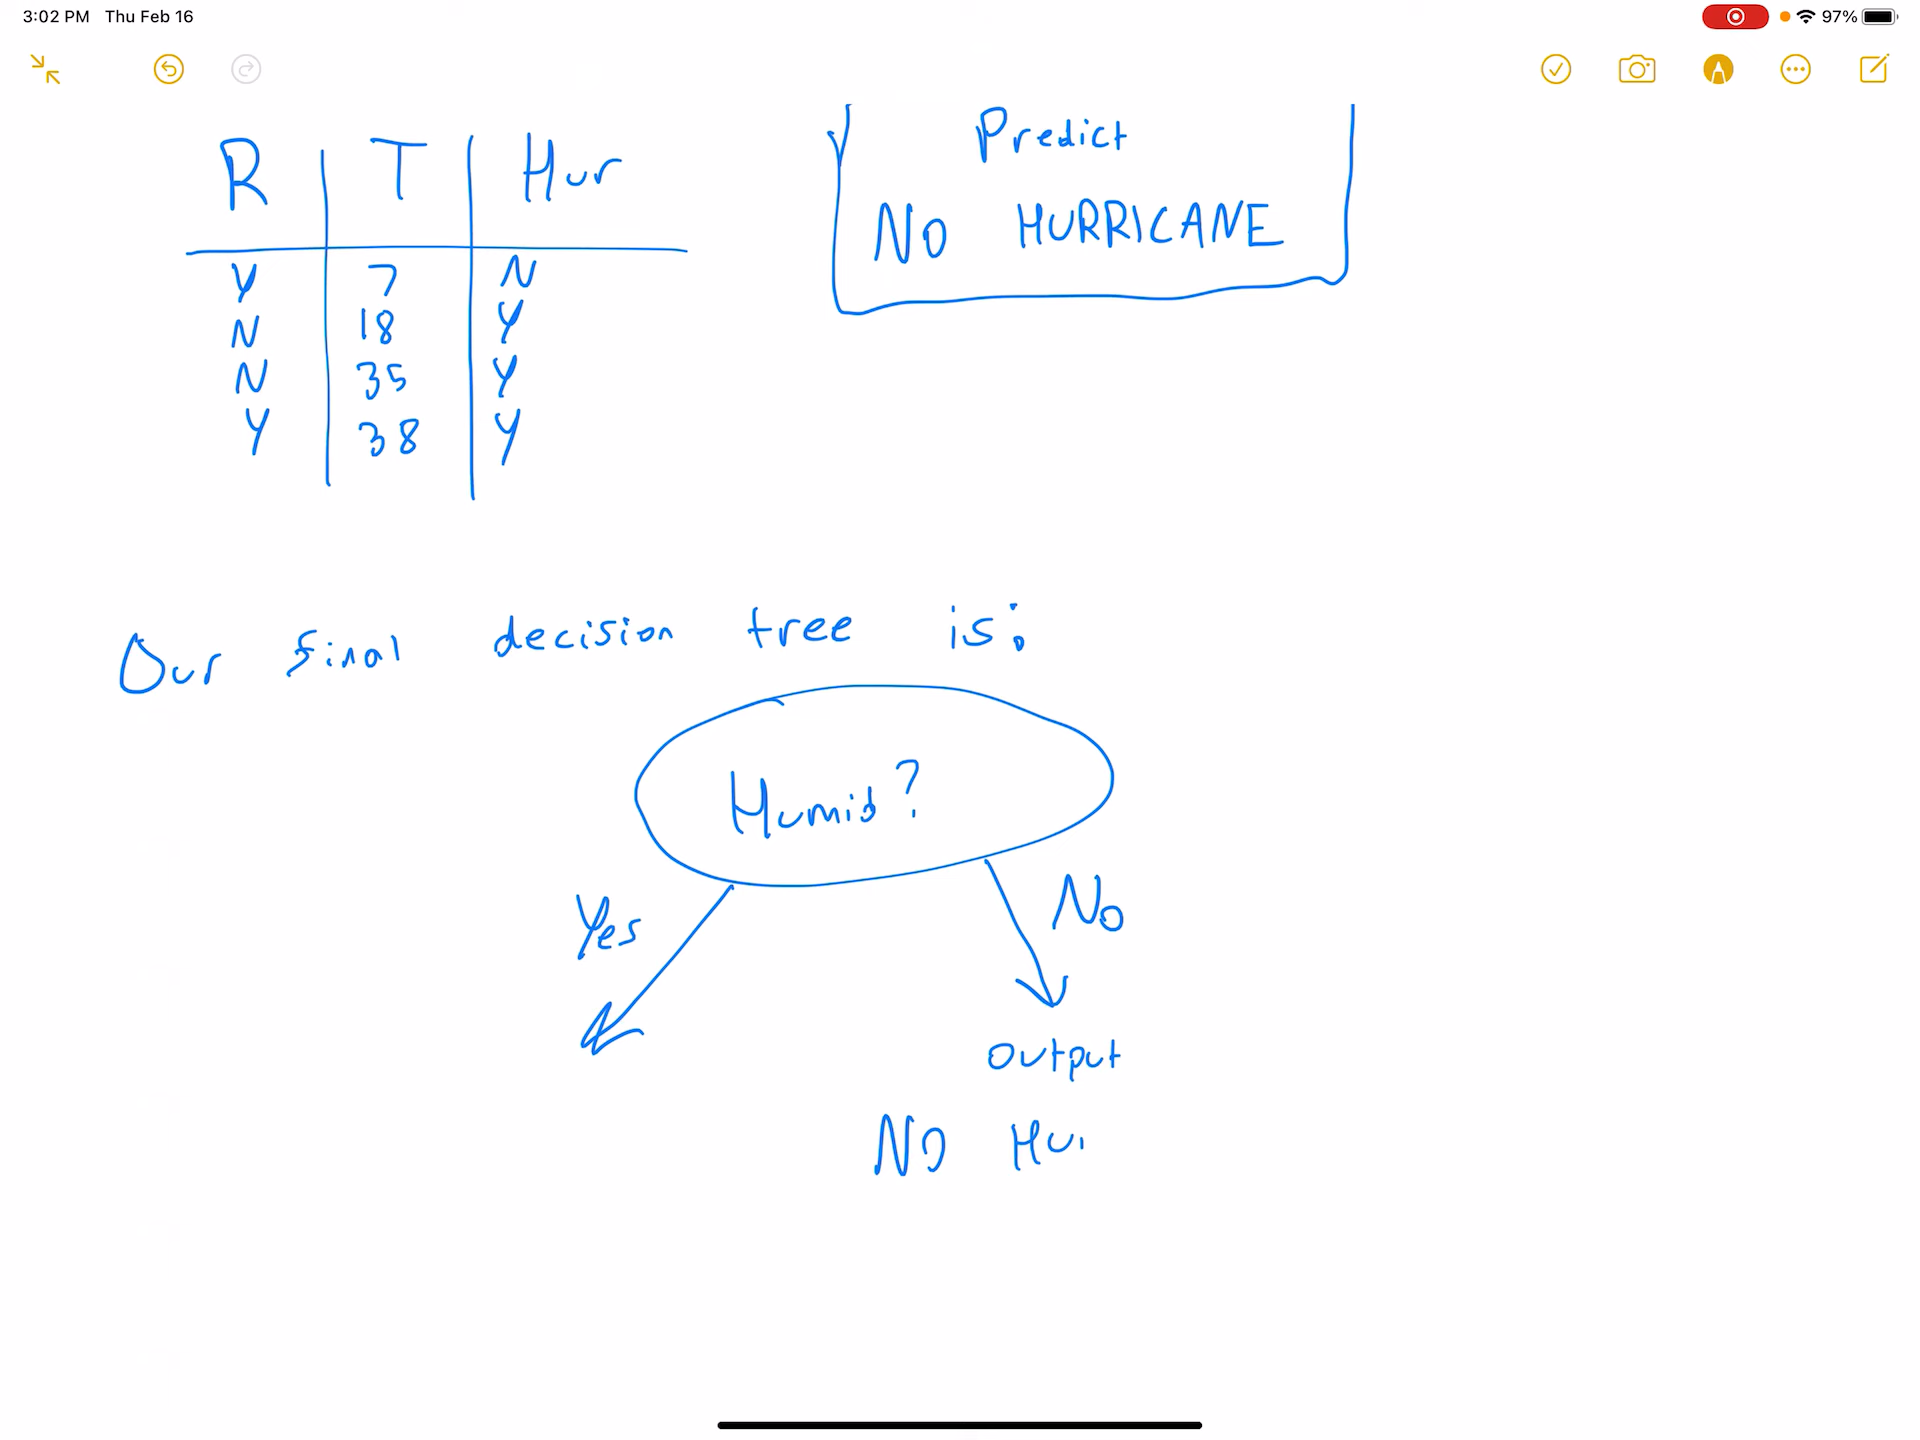 3:02 PM Thu Feb 16
97%
R T Hur
Y 7 N
N 18 Y
N 35 Y
Y 38 Y
Predict
NO HURRICANE
Our final decision tree is:
Humid?
Yes
No
output
NO Hur